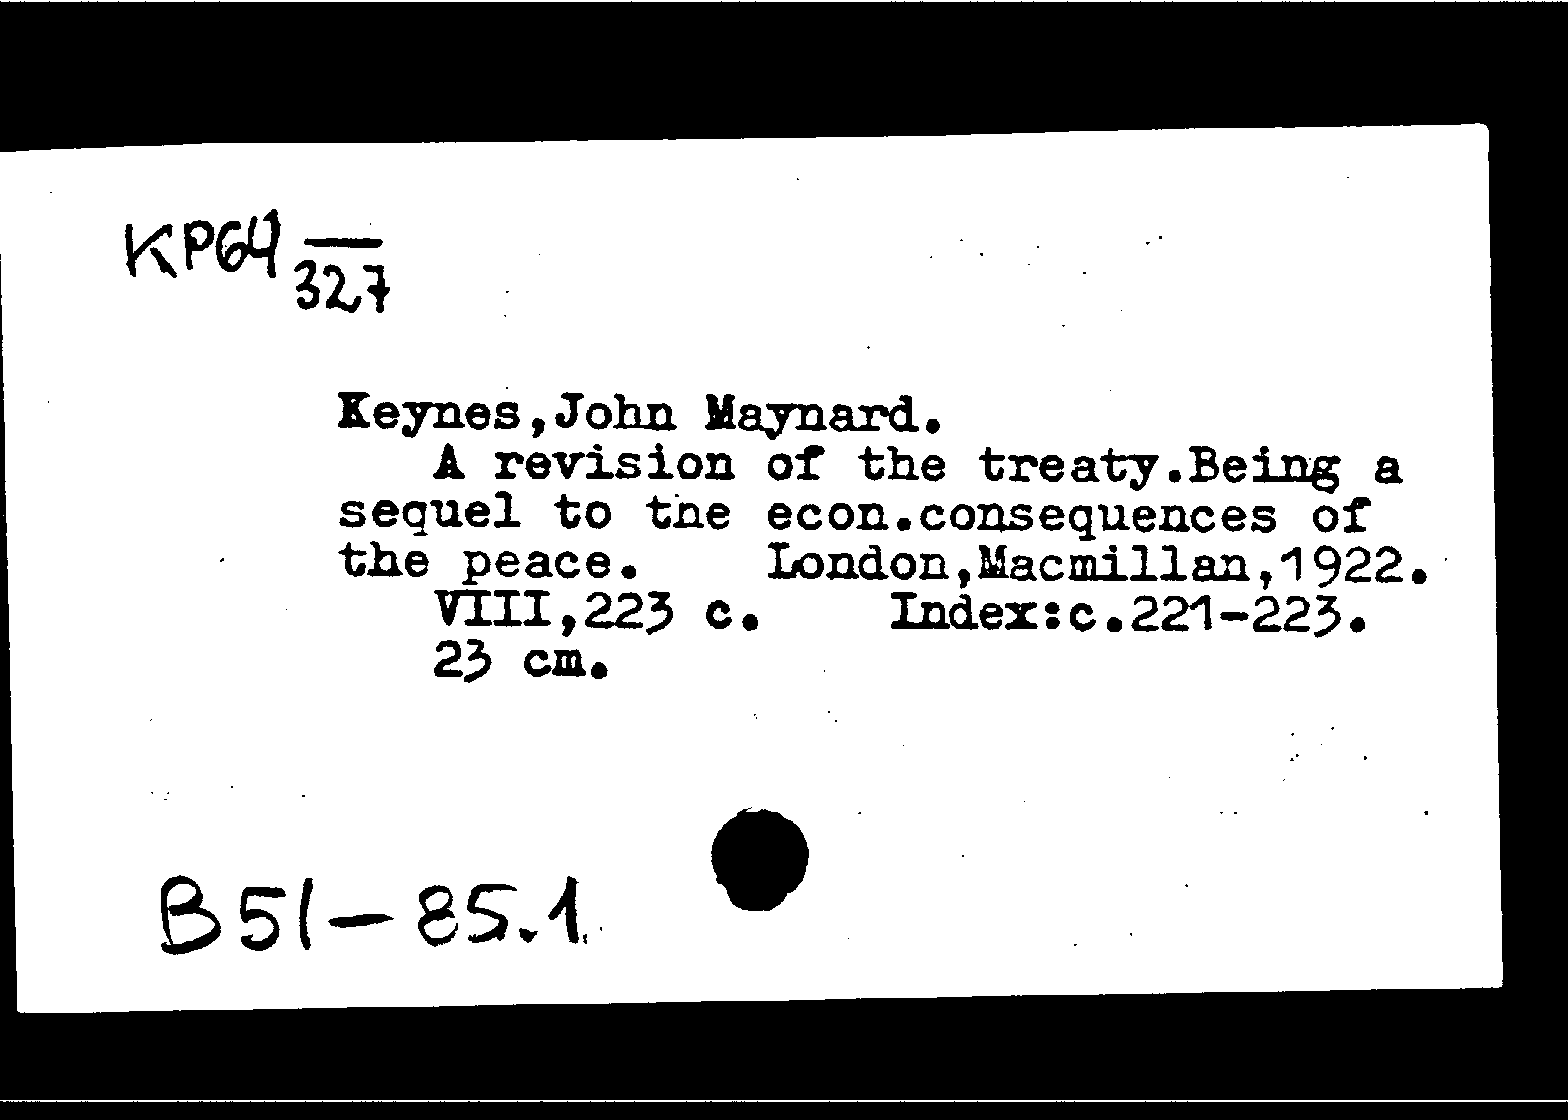 KP64 —
327
Keynes,John Maynard.
A revision of the treaty.Being a
sequel to the econ.consequences of
the peace. London,Macmillan,1922.
VIII,223 c. Index:c.221-223.
23 cm.
B51-85.1